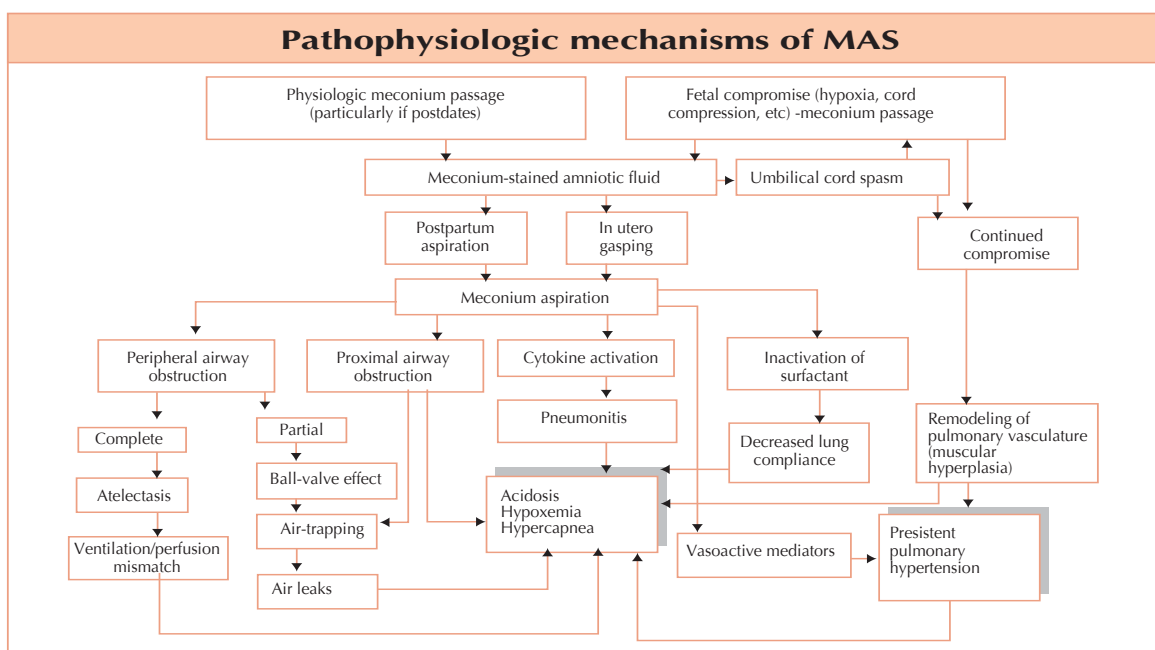 Pathophysiologic mechanisms of MAS
Physiologic meconium passage
(particularly if postdates)
Fetal compromise (hypoxia, cord
compression, etc) -meconium passage
Meconium-stained amniotic fluid
Umbilical cord spasm
Postpartum
aspiration
In utero
gasping
Continued
compromise
Meconium aspiration
Peripheral airway
obstruction
Proximal airway
obstruction
Cytokine activation
Inactivation of
surfactant
Complete
Partial
Pneumonitis
Decreased lung
compliance
Remodeling of
pulmonary vasculature
(muscular
hyperplasia)
Atelectasis
Ball-valve effect
Acidosis
Hypoxemia
Hypercapnea
Air-trapping
Ventilation/perfusion
mismatch
Vasoactive mediators
Presistent
pulmonary
hypertension
Air leaks